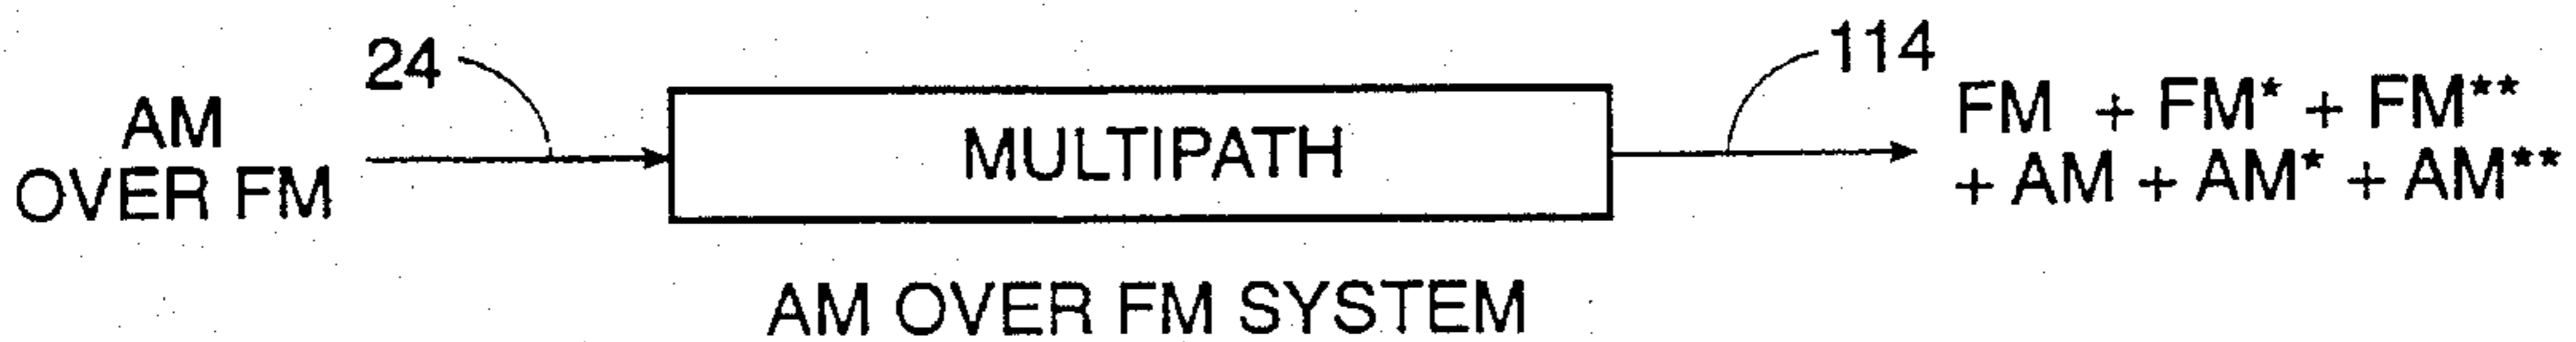 24
114
AM
OVER FM
MULTIPATH
FM + FM* + FM**
+ AM + AM* + AM**
AM OVER FM SYSTEM